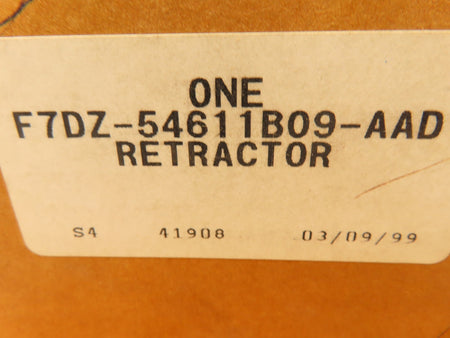 ONE
F7DZ-54611B09-AAD
RETRACTOR
S4 41908 03/09/99